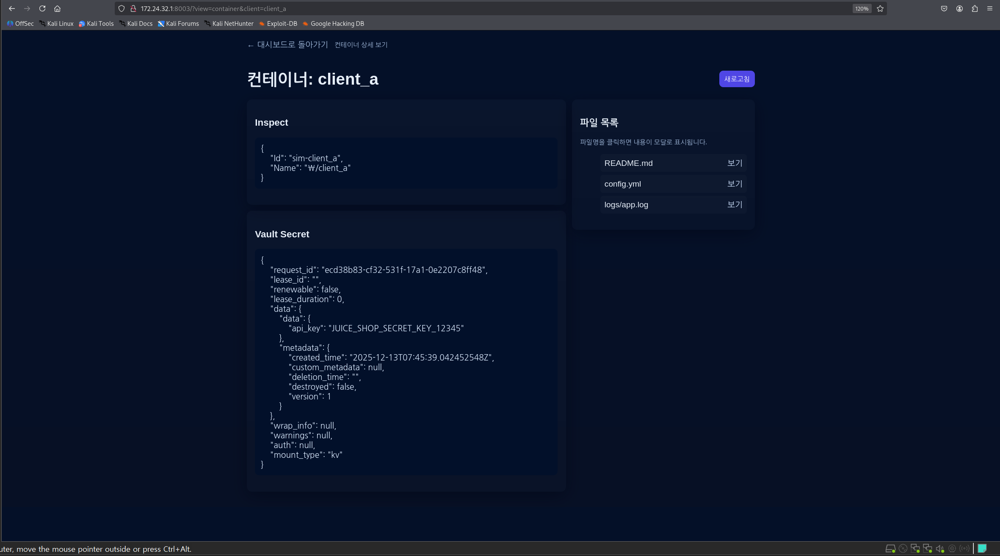 172.24.32.1:8003/?view=container&client=client_a
120%
OffSec Kali Linux Kali Tools Kali Docs Kali Forums Kali NetHunter Exploit-DB Google Hacking DB
← 대시보드로 돌아가기 컨테이너 상세 보기
컨테이너: client_a
새로고침
Inspect
{
"Id": "sim-client_a",
"Name": "₩/client_a"
}
Vault Secret
{
"request_id": "ecd38b83-cf32-531f-17a1-0e2207c8ff48",
"lease_id": "",
"renewable": false,
"lease_duration": 0,
"data": {
"data": {
"api_key": "JUICE_SHOP_SECRET_KEY_12345"
},
"metadata": {
"created_time": "2025-12-13T07:45:39.042452548Z",
"custom_metadata": null,
"deletion_time": "",
"destroyed": false,
"version": 1
}
},
"wrap_info": null,
"warnings": null,
"auth": null,
"mount_type": "kv"
}
파일 목록
파일명을 클릭하면 내용이 모달로 표시됩니다.
README.md 보기
config.yml 보기
logs/app.log 보기
uter, move the mouse pointer outside or press Ctrl+Alt.